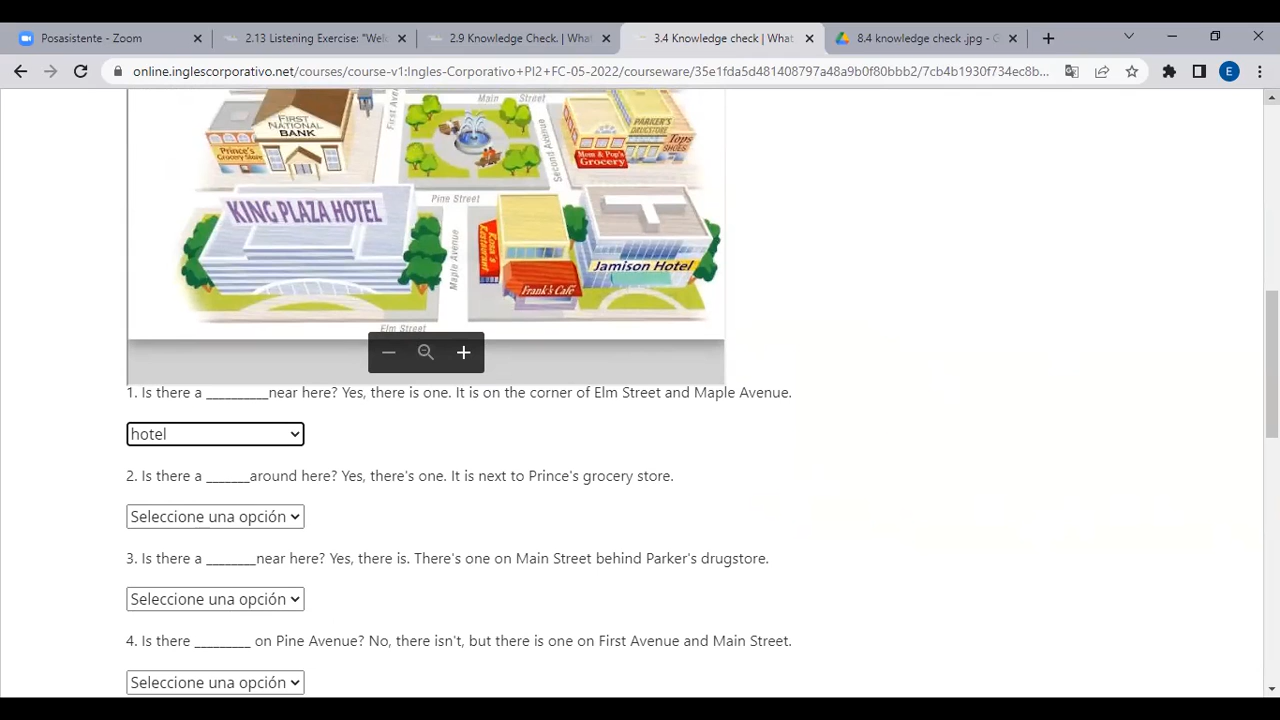 Posasistente - Zoom
2.13 Listening Exercise: "Wel
2.9 Knowledge Check. | What
3.4 Knowledge check | What
8.4 knowledge check .jpg - G
online.inglescorporativo.net/courses/course-v1:Ingles-Corporativo+PI2+FC-05-2022/courseware/35e1fda5d481408797a48a9b0f80bbb2/7cb4b1930f734ec8b...
E
Main Street
First Aven
FIRST NATIONAL BANK
Prince's Grocery Store
Second Avenue
PARKER'S DRUGSTORE
Tops SHOES
Mom & Pop's Grocery
Pine Street
KING PLAZA HOTEL
Maple Avenue
Rosa's Restaurant
Frank's Café
Jamison Hotel
Elm Street
1. Is there a __________near here? Yes, there is one. It is on the corner of Elm Street and Maple Avenue.
hotel
2. Is there a _______around here? Yes, there's one. It is next to Prince's grocery store.
Seleccione una opción
3. Is there a ________near here? Yes, there is. There's one on Main Street behind Parker's drugstore.
Seleccione una opción
4. Is there _________ on Pine Avenue? No, there isn't, but there is one on First Avenue and Main Street.
Seleccione una opción